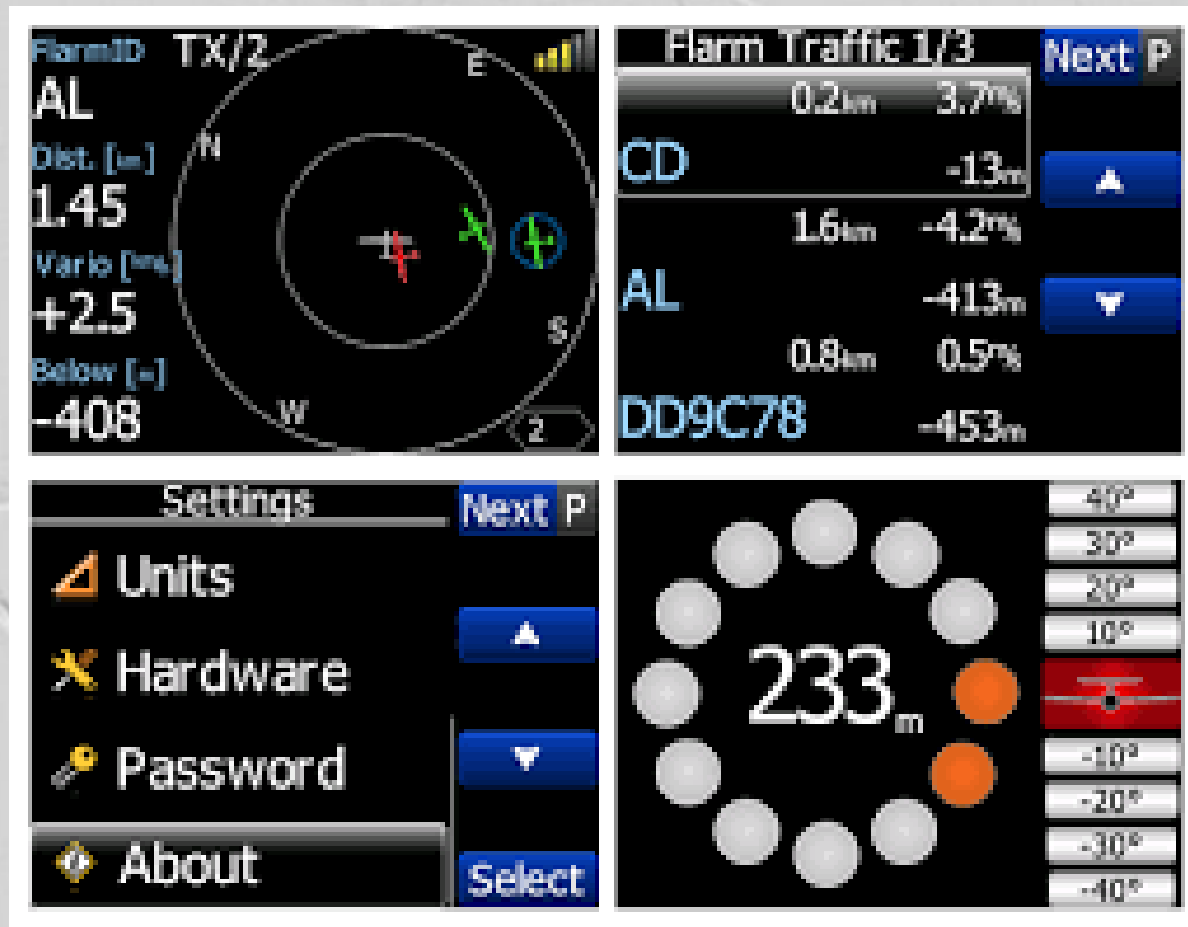 FlarmID TX/2
AL
Dist. [km]
1.45
Vario [m/s]
+2.5
Below [m]
-408
N
E
S
W
2
Flarm Traffic 1/3
Next P
0.2km 3.7m/s
CD
-13m
1.6km -4.2m/s
AL
-413m
0.8km 0.5m/s
DD9C78
-453m
Settings
Next P
Units
Hardware
Password
About
Select
233m
40°
30°
20°
10°
-10°
-20°
-30°
-40°